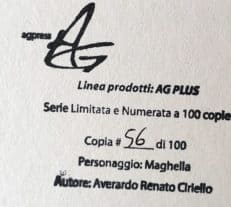 agpress
AG
Linea prodotti: AG PLUS
Serie Limitata e Numerata a 100 copie
Copia # 56 di 100
Personaggio: Maghella
Autore: Averardo Renato Ciriello